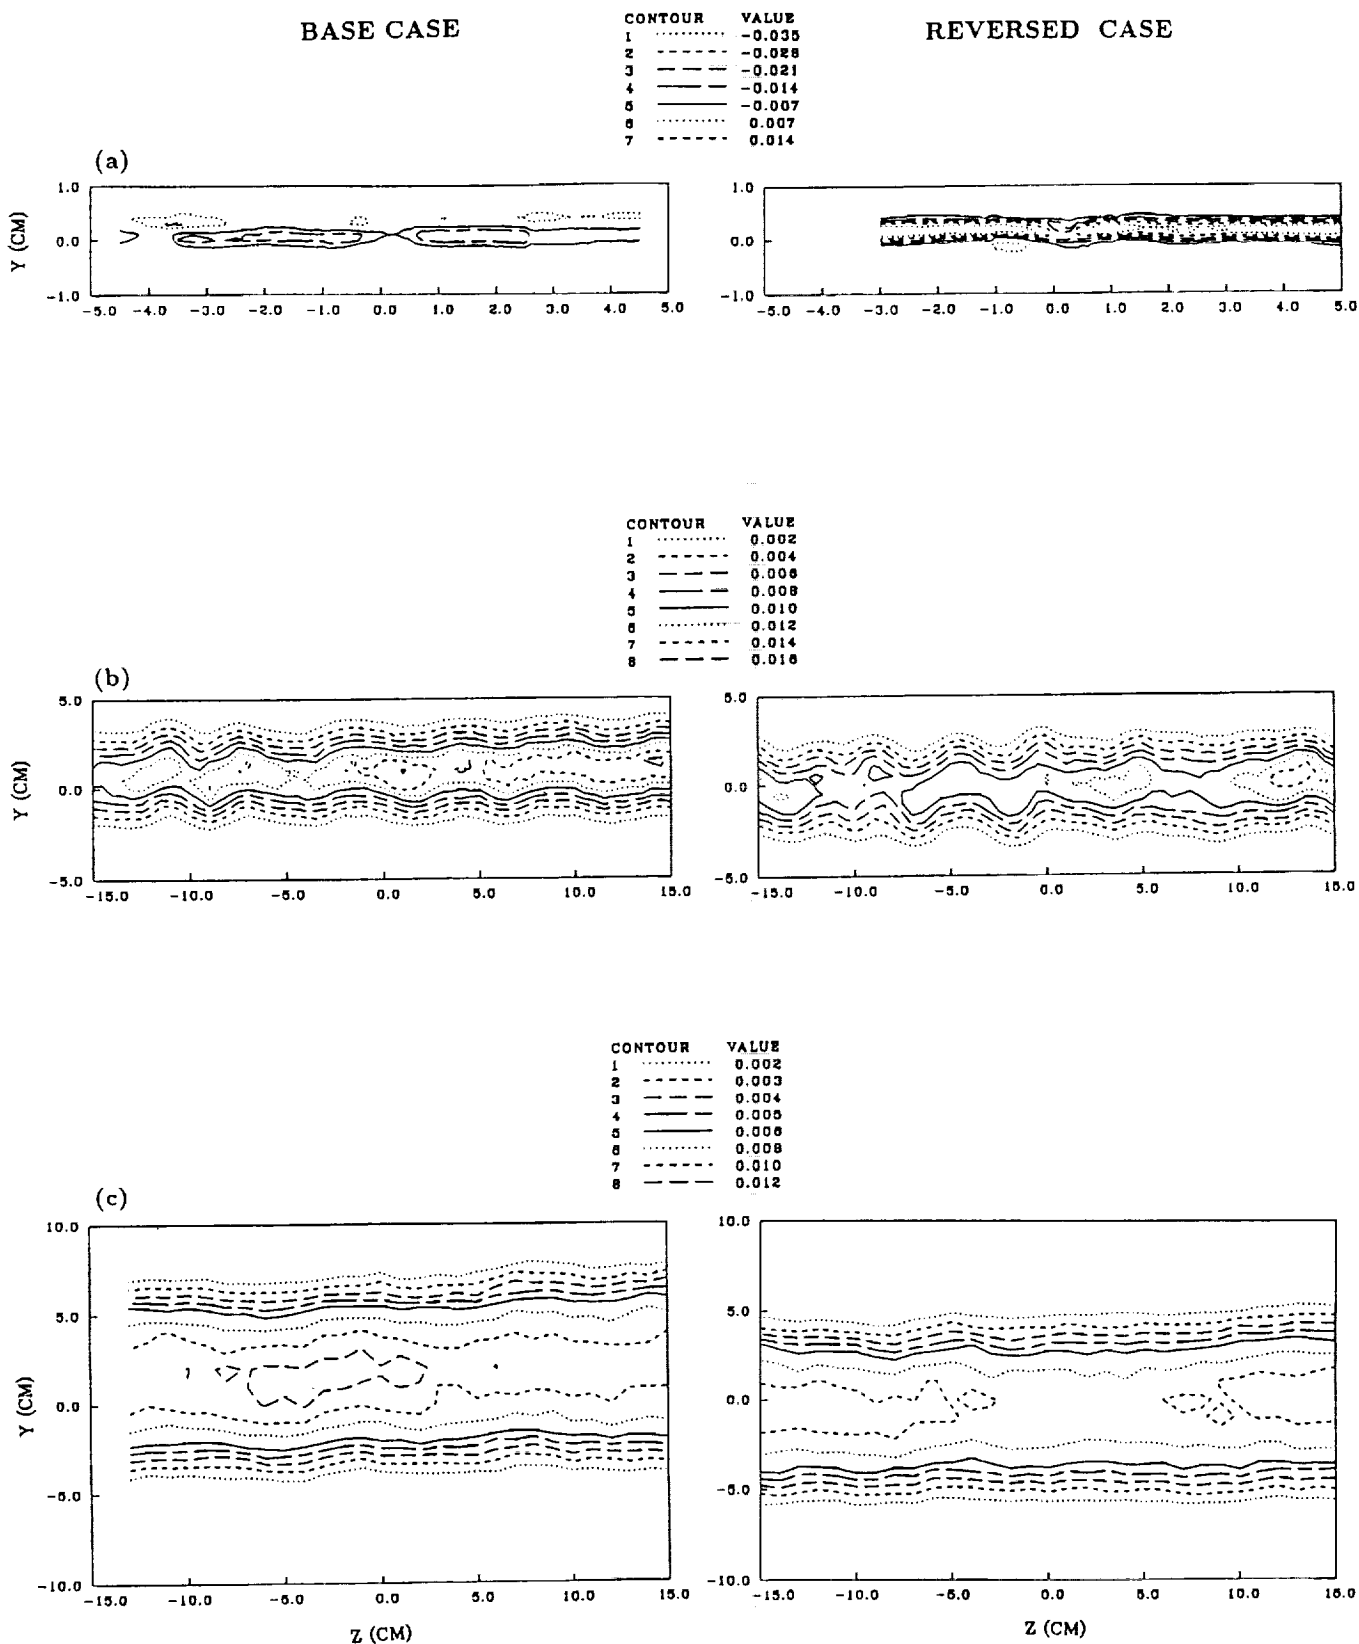 BASE CASE
REVERSED CASE
CONTOUR VALUE
1 -0.035
2 -0.028
3 -0.021
4 -0.014
5 -0.007
6 0.007
7 0.014
(a)
Y (CM)
1.0
0.0
-1.0
-5.0 -4.0 -3.0 -2.0 -1.0 0.0 1.0 2.0 3.0 4.0 5.0
1.0
0.0
-1.0
-5.0 -4.0 -3.0 -2.0 -1.0 0.0 1.0 2.0 3.0 4.0 5.0
CONTOUR VALUE
1 0.002
2 0.004
3 0.006
4 0.008
5 0.010
6 0.012
7 0.014
8 0.016
(b)
Y (CM)
5.0
0.0
-5.0
-15.0 -10.0 -5.0 0.0 5.0 10.0 15.0
5.0
0.0
-5.0
-15.0 -10.0 -5.0 0.0 5.0 10.0 15.0
CONTOUR VALUE
1 0.002
2 0.003
3 0.004
4 0.005
5 0.006
6 0.008
7 0.010
8 0.012
(c)
Y (CM)
10.0
5.0
0.0
-5.0
-10.0
-15.0 -10.0 -5.0 0.0 5.0 10.0 15.0
Z (CM)
10.0
5.0
0.0
-5.0
-10.0
-15.0 -10.0 -5.0 0.0 5.0 10.0 15.0
Z (CM)